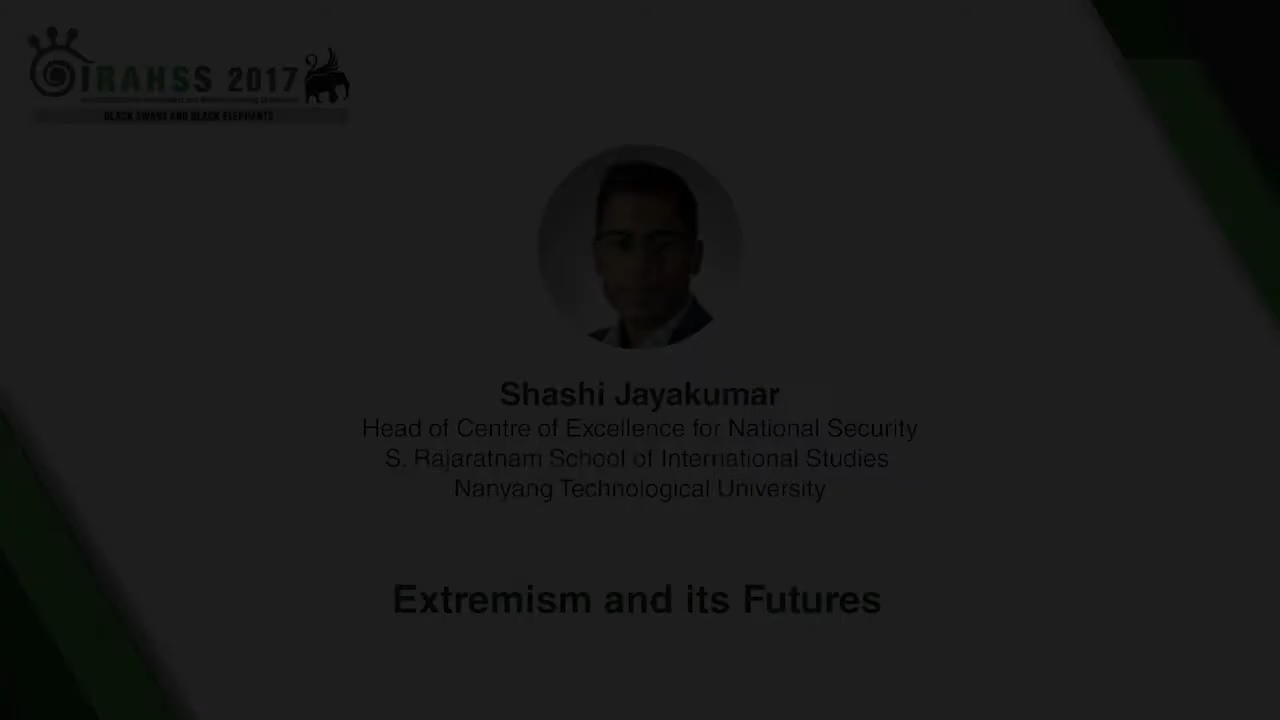 IRAHSS 2017
BLACK SWANS AND BLACK ELEPHANTS
Shashi Jayakumar
Head of Centre of Excellence for National Security
S. Rajaratnam School of International Studies
Nanyang Technological University
Extremism and its Futures